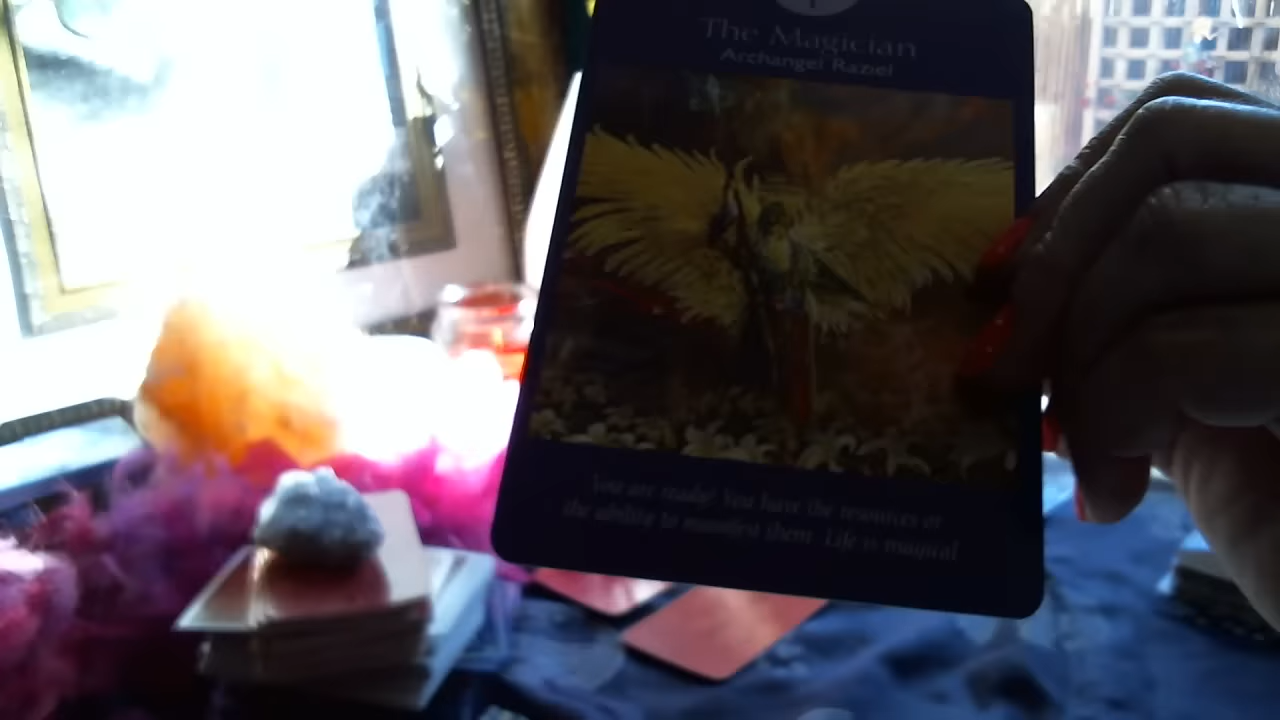 1
The Magician
Archangel Raziel
You are ready! You have the resources or
the ability to manifest them. Life is magical